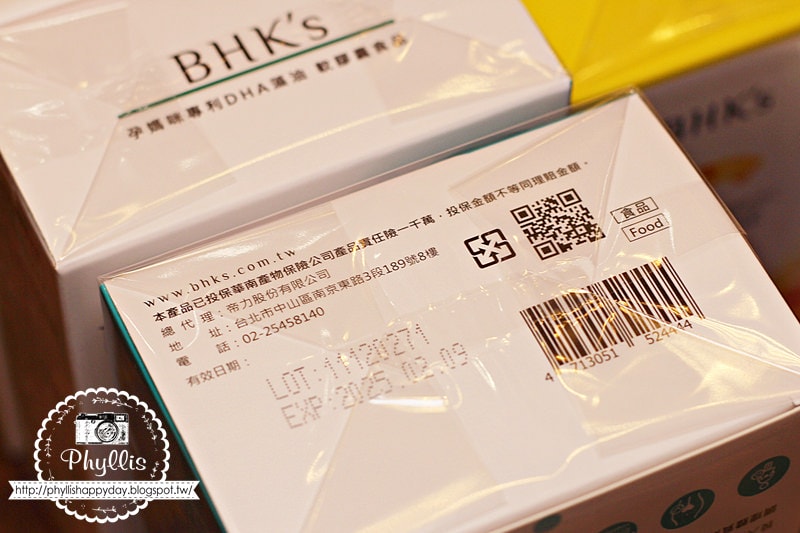 BHK's
孕媽咪專利DHA藻油 軟膠囊食品
BHK's
www.bhks.com.tw
本產品已投保華南產物保險公司產品責任險一千萬，投保金額不等同理賠金額。
總代理：帝力股份有限公司
地　址：台北市中山區南京東路3段189號8樓
電　話：02-25458140
有效日期：
LOT: 11120271
EXP: 2025.03.09
食品
Food
4 713051 524444
Phyllis
http://phyllishappyday.blogspot.tw/